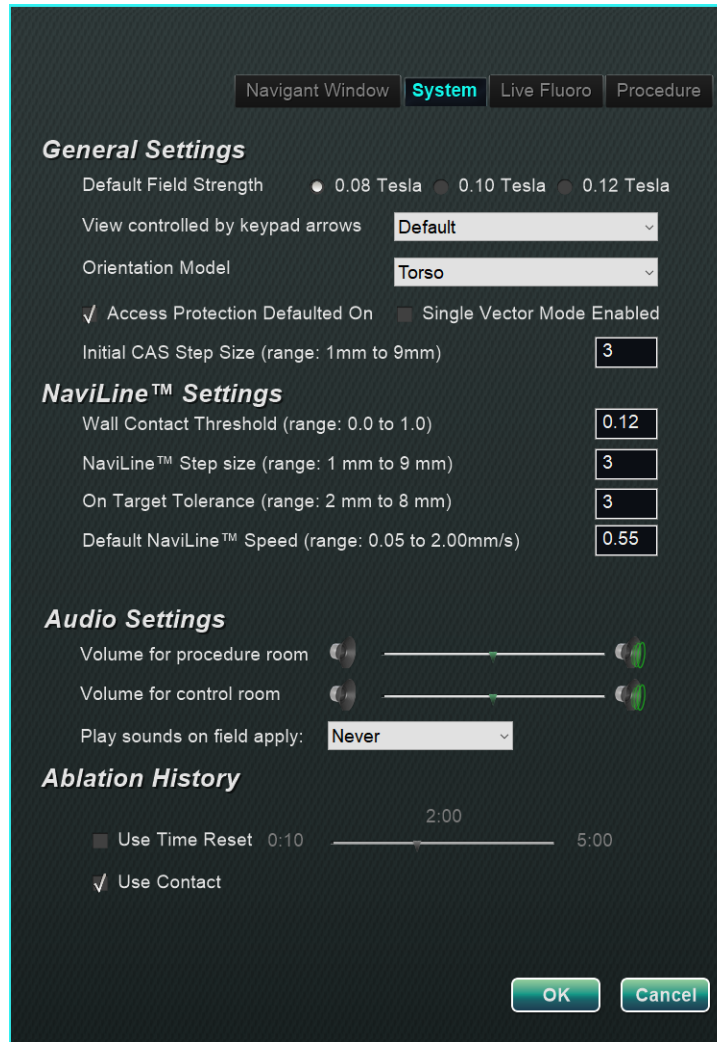 Navigant Window System Live Fluoro Procedure
General Settings
Default Field Strength 0.08 Tesla 0.10 Tesla 0.12 Tesla
View controlled by keypad arrows Default
Orientation Model Torso
Access Protection Defaulted On Single Vector Mode Enabled
Initial CAS Step Size (range: 1mm to 9mm) 3
NaviLine™ Settings
Wall Contact Threshold (range: 0.0 to 1.0) 0.12
NaviLine™ Step size (range: 1 mm to 9 mm) 3
On Target Tolerance (range: 2 mm to 8 mm) 3
Default NaviLine™ Speed (range: 0.05 to 2.00mm/s) 0.55
Audio Settings
Volume for procedure room
Volume for control room
Play sounds on field apply: Never
Ablation History
2:00
Use Time Reset 0:10 5:00
Use Contact
OK Cancel